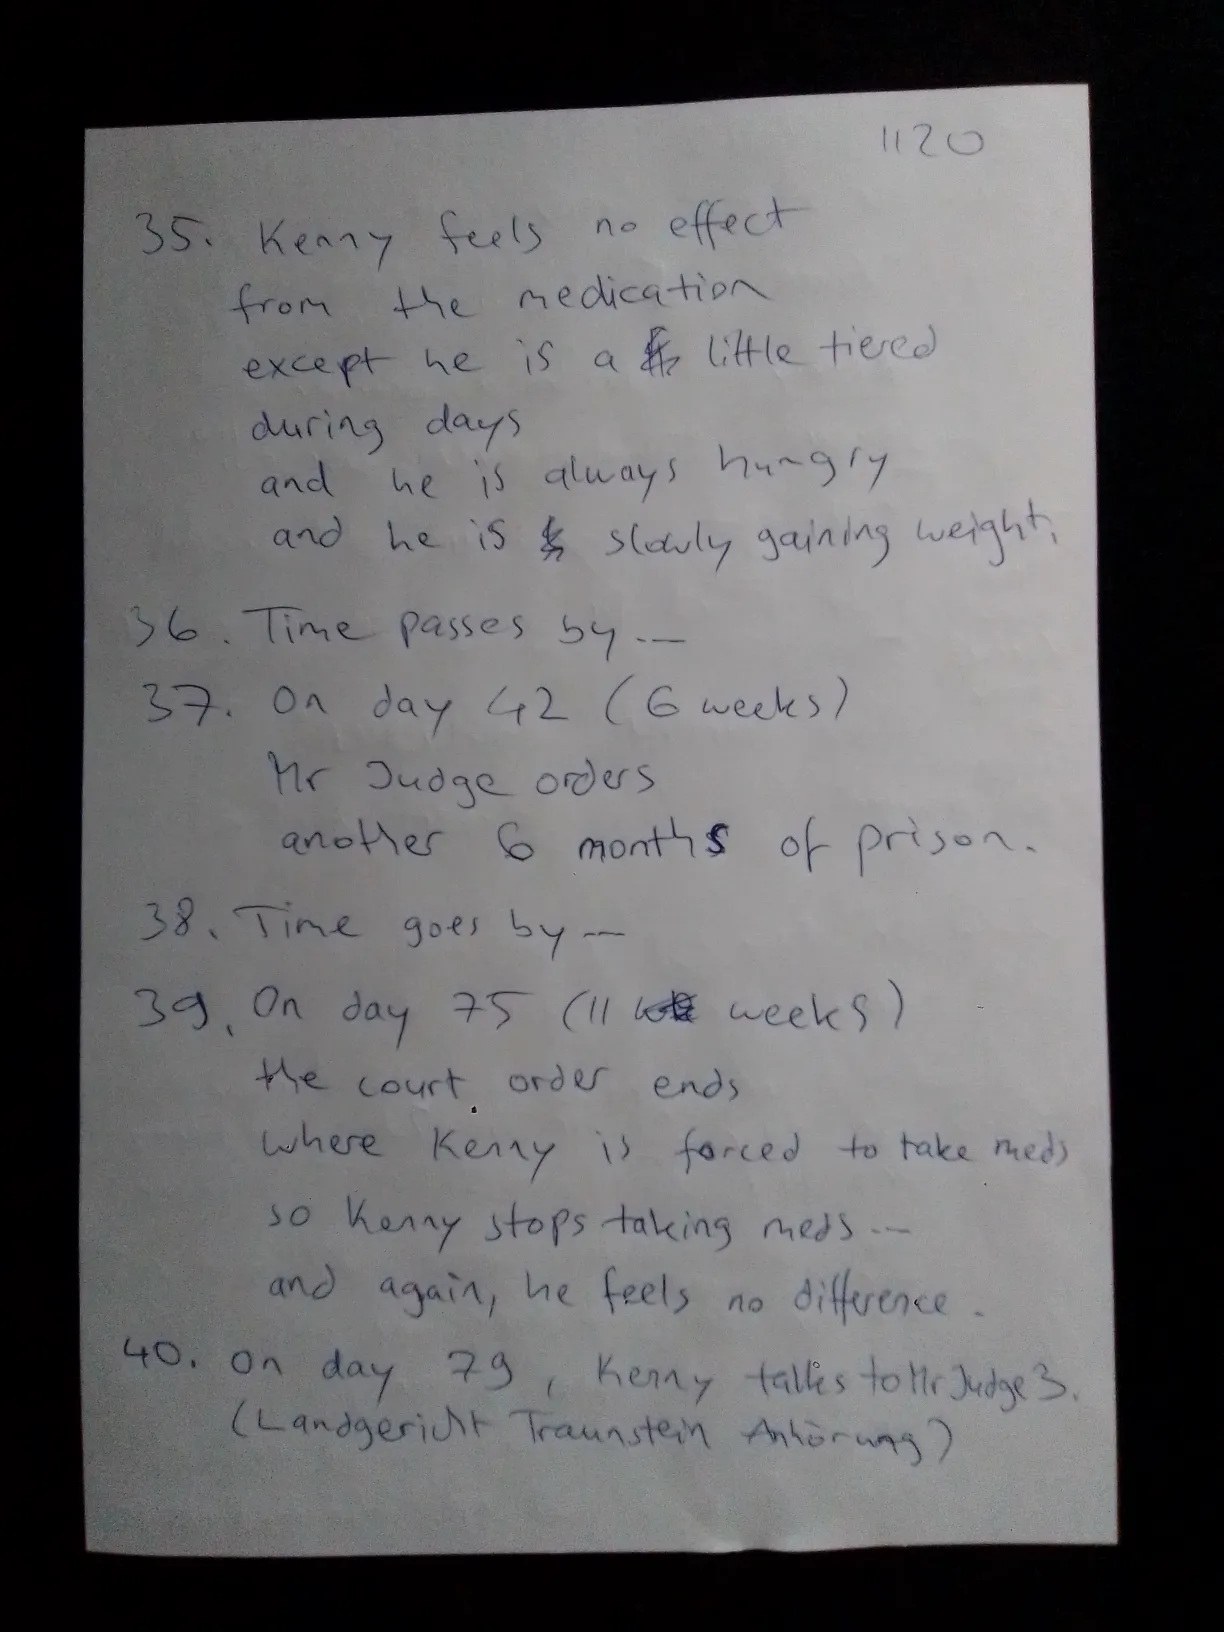 1120
35. Kenny feels no effect
from the medication
except he is a little tiered
during days
and he is always hungry
and he is slowly gaining weight.
36. Time passes by ...
37. On day 42 (6 weeks)
Mr Judge orders
another 6 months of prison.
38. Time goes by ...
39. On day 75 (11 weeks)
the court order ends
where Kenny is forced to take meds
so Kenny stops taking meds ...
and again, he feels no difference.
40. On day 79, Kenny talks to Mr Judge 3.
(Landgericht Traunstein Anhörung)